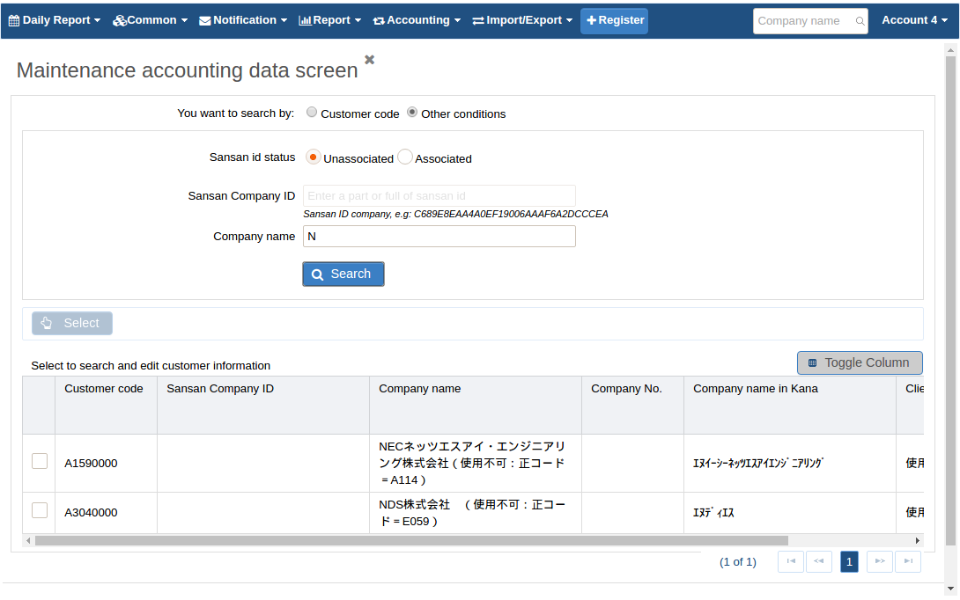 Daily Report Common Notification Report Accounting Import/Export Register Company name Account 4
Maintenance accounting data screen
You want to search by: Customer code Other conditions
Sansan id status Unassociated Associated
Sansan Company ID Enter a part or full of sansan id
Sansan ID company, e.g: C689E8EAA4A0EF19006AAAF6A2DCCCEA
Company name N
Search
Select
Select to search and edit customer information Toggle Column
Customer code Sansan Company ID Company name Company No. Company name in Kana Clie
NECネッツエスアイ・エンジニアリ
A1590000 ング株式会社(使用不可:正コード ｴﾇｲｰｼｰﾈｯﾂｴｽｱｲｴﾝｼﾞﾆｱﾘﾝｸﾞ 使用
=A114)
NDS株式会社 (使用不可:正コー
A3040000 ド=E059) ｴﾇﾃﾞｨｴｽ 使用
(1 of 1) 1